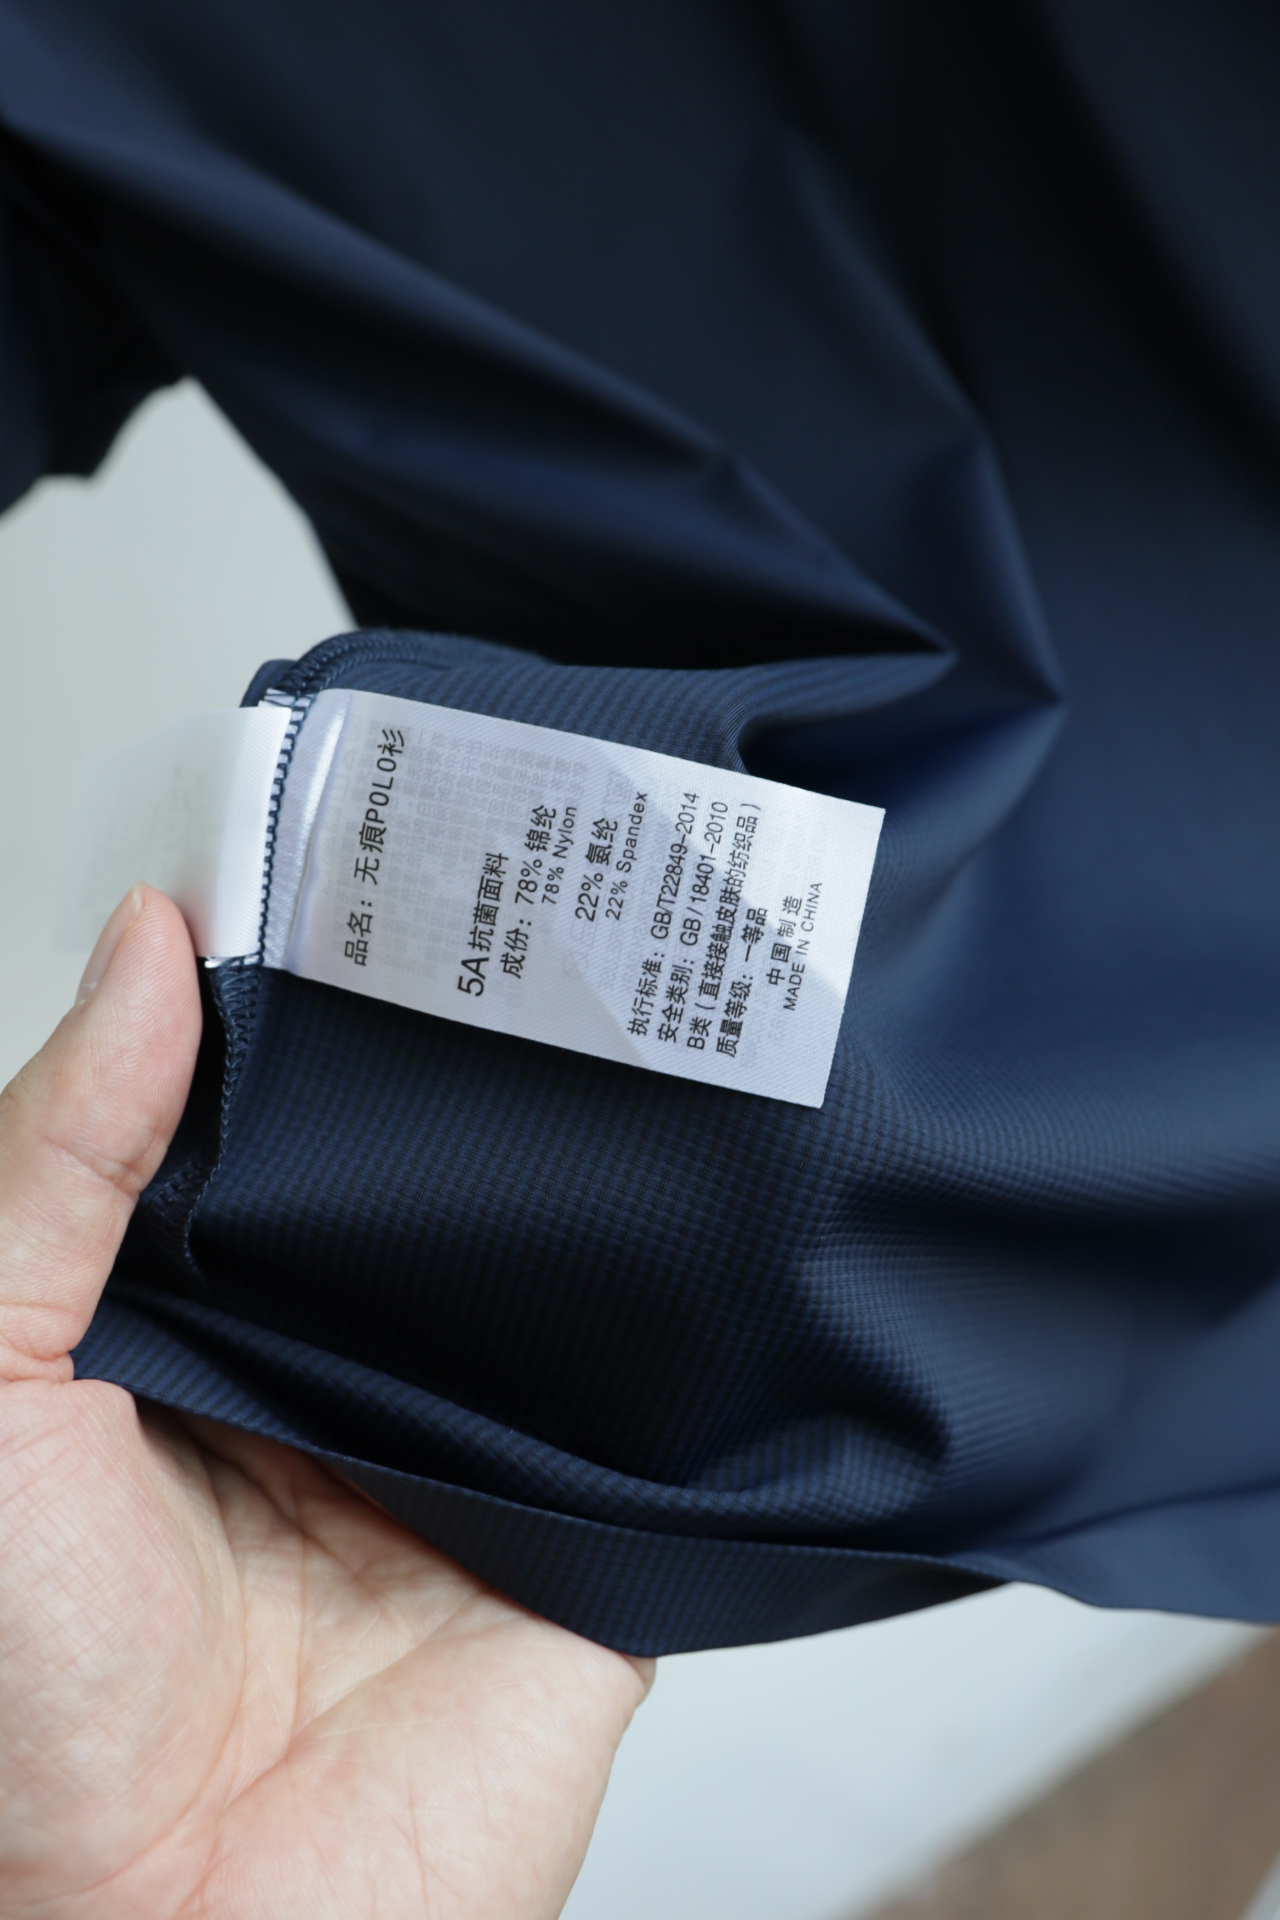 品名：无痕POLO衫
5A抗菌面料
成份：78% 锦纶
78% Nylon
22% 氨纶
22% Spandex
执行标准：GB/T22849-2014
安全类别：GB/18401-2010
B类（直接接触皮肤的纺织品）
质量等级：一等品
中国制造
MADE IN CHINA